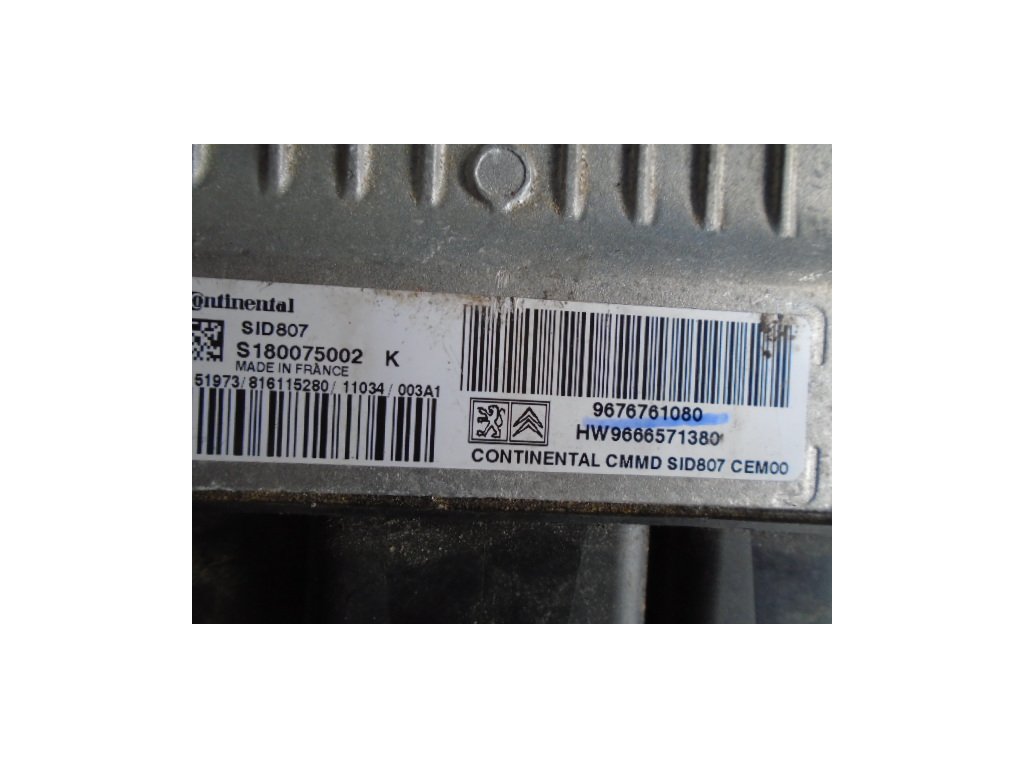 Continental
SID807
S180075002 K
MADE IN FRANCE
51973/816115280/11034/003A1
9676761080
HW9666571380
CONTINENTAL CMMD SID807 CEM00